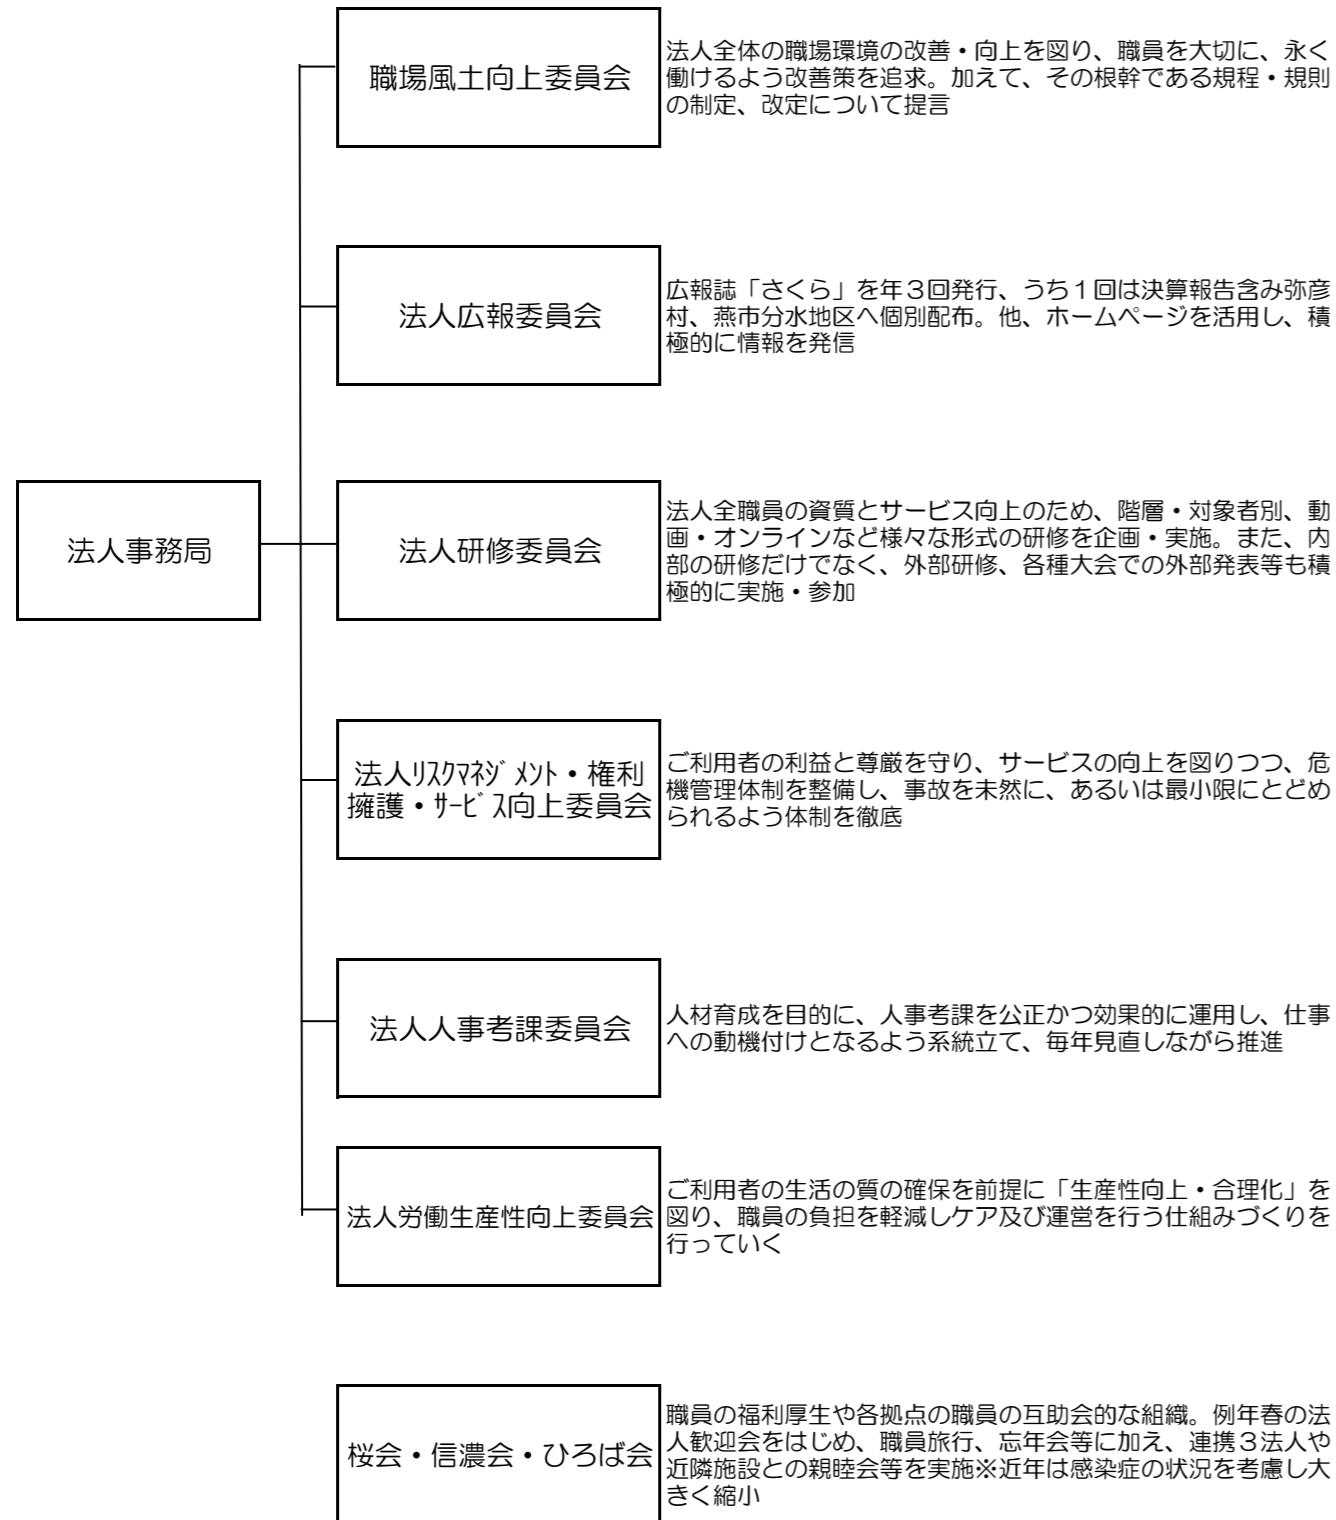 職場風土向上委員会
法人全体の職場環境の改善・向上を図り、職員を大切に、永く
働けるよう改善策を追求。加えて、その根幹である規程・規則
の制定、改定について提言
法人広報委員会
広報誌「さくら」を年３回発行、うち１回は決算報告含み弥彦
村、燕市分水地区へ個別配布。他、ホームページを活用し、積
極的に情報を発信
法人事務局
法人研修委員会
法人全職員の資質とサービス向上のため、階層・対象者別、動
画・オンラインなど様々な形式の研修を企画・実施。また、内
部の研修だけでなく、外部研修、各種大会での外部発表等も積
極的に実施・参加
法人ﾘｽｸﾏﾈｼﾞﾒﾝﾄ・権利
擁護・ｻｰﾋﾞｽ向上委員会
ご利用者の利益と尊厳を守り、サービスの向上を図りつつ、危
機管理体制を整備し、事故を未然に、あるいは最小限にとどめ
られるよう体制を徹底
法人人事考課委員会
人材育成を目的に、人事考課を公正かつ効果的に運用し、仕事
への動機付けとなるよう系統立て、毎年見直しながら推進
法人労働生産性向上委員会
ご利用者の生活の質の確保を前提に「生産性向上・合理化」を
図り、職員の負担を軽減しケア及び運営を行う仕組みづくりを
行っていく
桜会・信濃会・ひろば会
職員の福利厚生や各拠点の職員の互助会的な組織。例年春の法
人歓迎会をはじめ、職員旅行、忘年会等に加え、連携３法人や
近隣施設との親睦会等を実施※近年は感染症の状況を考慮し大
きく縮小